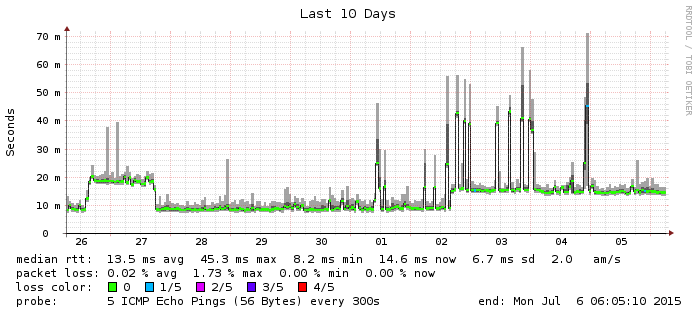 Last 10 Days
RRDTOOL / TOBI OETIKER
Seconds
70 m
60 m
50 m
40 m
30 m
20 m
10 m
0
26 27 28 29 30 01 02 03 04 05
median rtt: 13.5 ms avg 45.3 ms max 8.2 ms min 14.6 ms now 6.7 ms sd 2.0 am/s
packet loss: 0.02 % avg 1.73 % max 0.00 % min 0.00 % now
loss color: 0 1/5 2/5 3/5 4/5
probe: 5 ICMP Echo Pings (56 Bytes) every 300s end: Mon Jul 6 06:05:10 2015